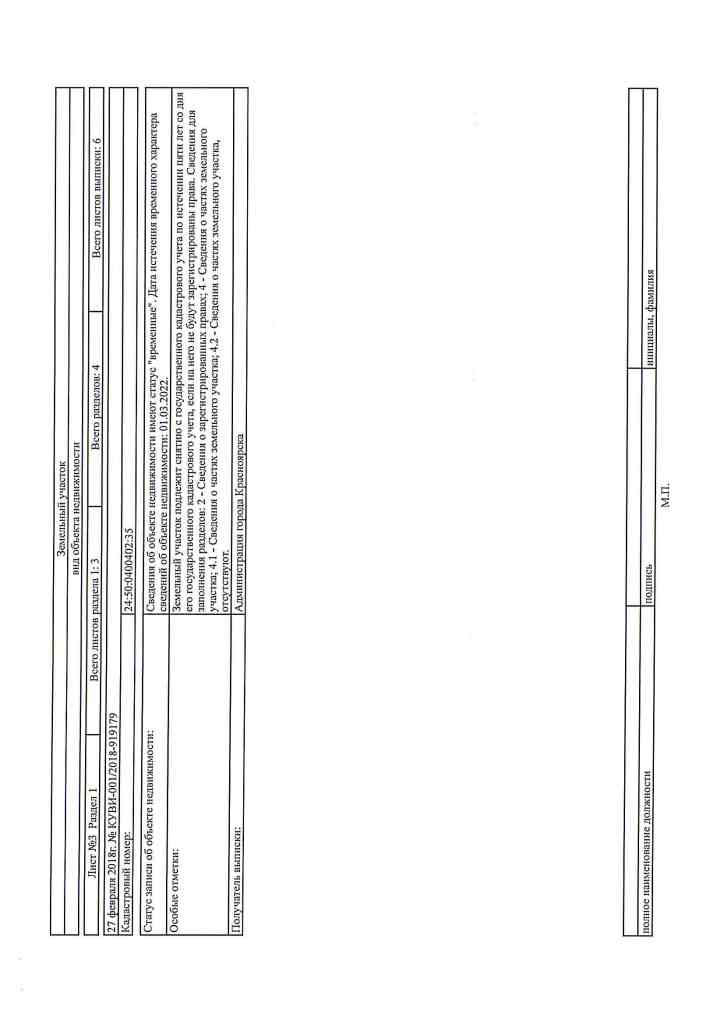 Земельный участок
вид объекта недвижимости
Лист №3 Раздел 1 Всего листов раздела 1: 3 Всего разделов: 4 Всего листов выписки: 6
27 февраля 2018г. № КУВИ-001/2018-919179
Кадастровый номер: 24:50:0400402:35
Статус записи об объекте недвижимости: Сведения об объекте недвижимости имеют статус "временные". Дата истечения временного характера
сведений об объекте недвижимости: 01.03.2022.
Особые отметки: Земельный участок подлежит снятию с государственного кадастрового учета по истечении пяти лет со дня
его государственного кадастрового учета, если на него не будут зарегистрированы права. Сведения для
заполнения разделов: 2 - Сведения о зарегистрированных правах; 4 - Сведения о частях земельного
участка; 4.1 - Сведения о частях земельного участка; 4.2 - Сведения о частях земельного участка,
отсутствуют.
Получатель выписки: Администрация города Красноярска
полное наименование должности подпись инициалы, фамилия
М.П.